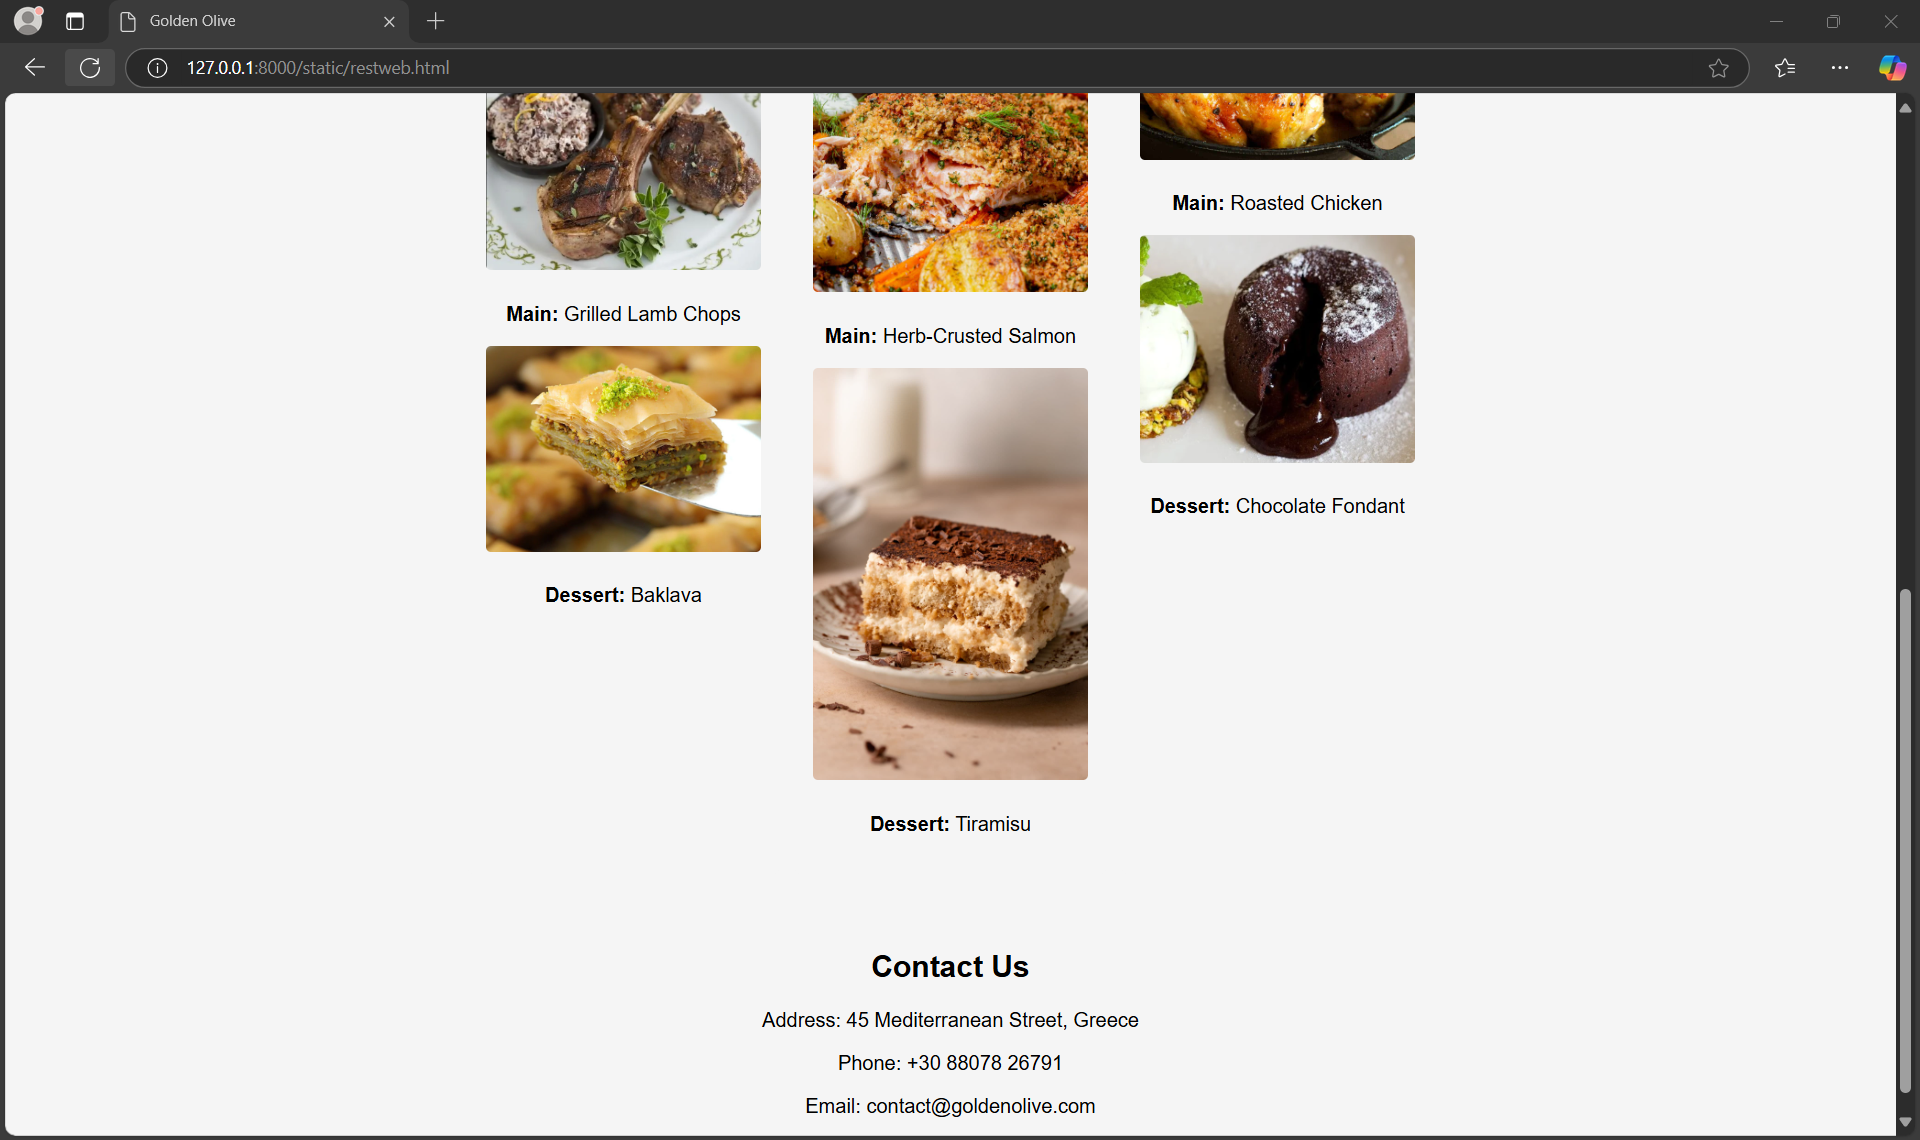 Golden Olive
127.0.0.1:8000/static/restweb.html
Main: Roasted Chicken
Main: Grilled Lamb Chops
Main: Herb-Crusted Salmon
Dessert: Chocolate Fondant
Dessert: Baklava
Dessert: Tiramisu
Contact Us
Address: 45 Mediterranean Street, Greece
Phone: +30 88078 26791
Email: contact@goldenolive.com